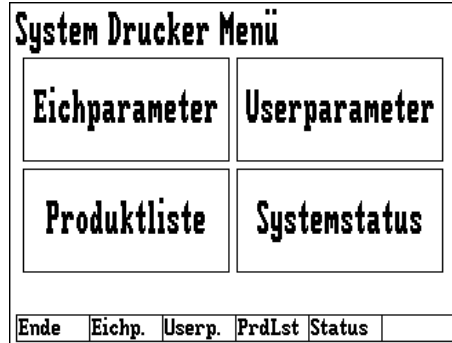 System Drucker Menü
Eichparameter Userparameter
Produktliste Systemstatus
Ende Eichp. Userp. PrdLst Status